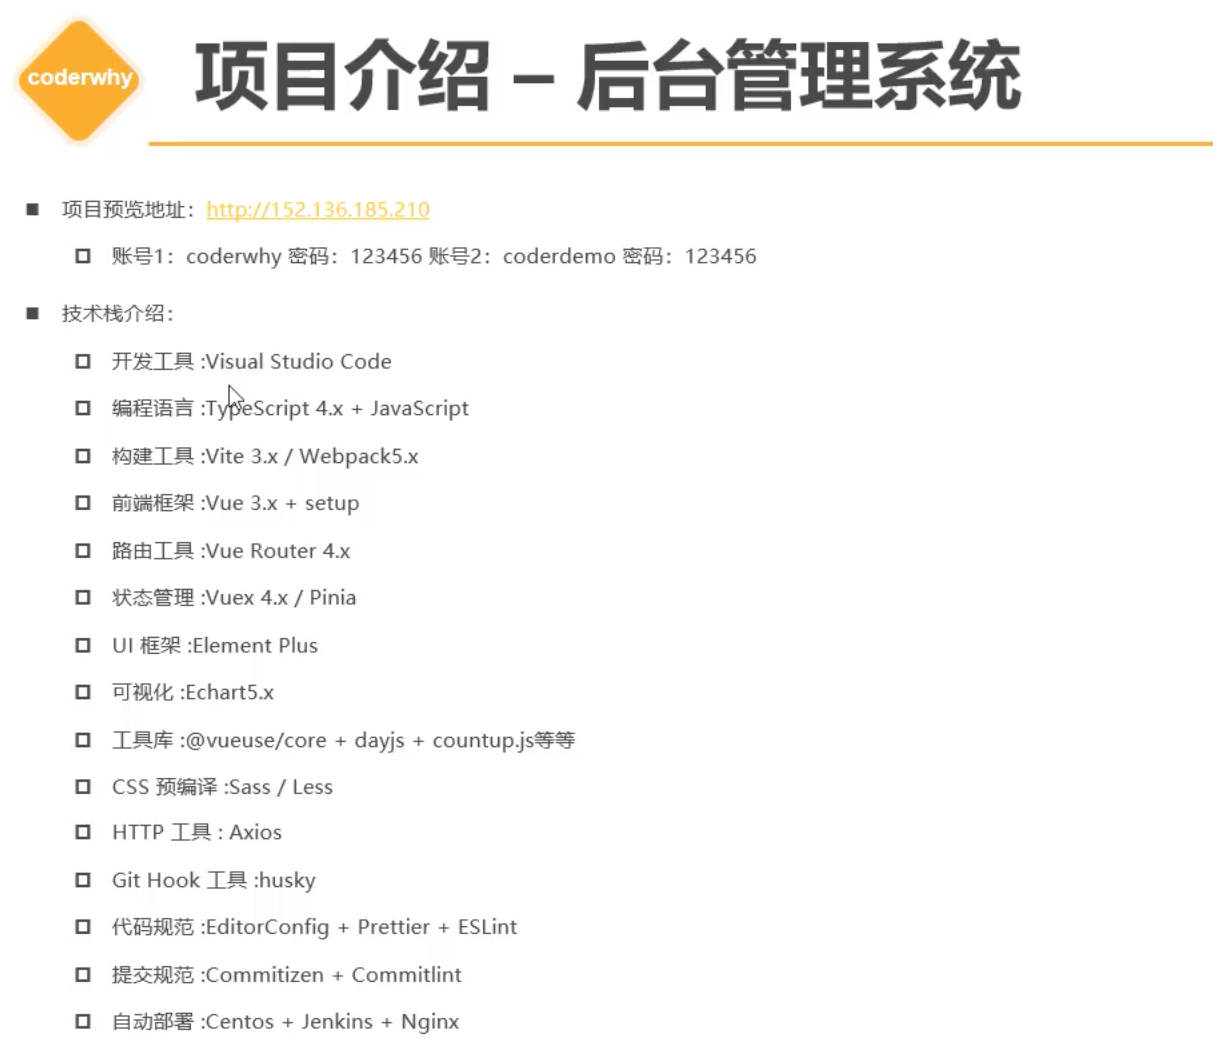 coderwhy
项目介绍 – 后台管理系统
项目预览地址：http://152.136.185.210
账号1：coderwhy 密码：123456 账号2：coderdemo 密码：123456
技术栈介绍：
开发工具 :Visual Studio Code
编程语言 :TypeScript 4.x + JavaScript
构建工具 :Vite 3.x / Webpack5.x
前端框架 :Vue 3.x + setup
路由工具 :Vue Router 4.x
状态管理 :Vuex 4.x / Pinia
UI 框架 :Element Plus
可视化 :Echart5.x
工具库 :@vueuse/core + dayjs + countup.js等等
CSS 预编译 :Sass / Less
HTTP 工具 : Axios
Git Hook 工具 :husky
代码规范 :EditorConfig + Prettier + ESLint
提交规范 :Commitizen + Commitlint
自动部署 :Centos + Jenkins + Nginx